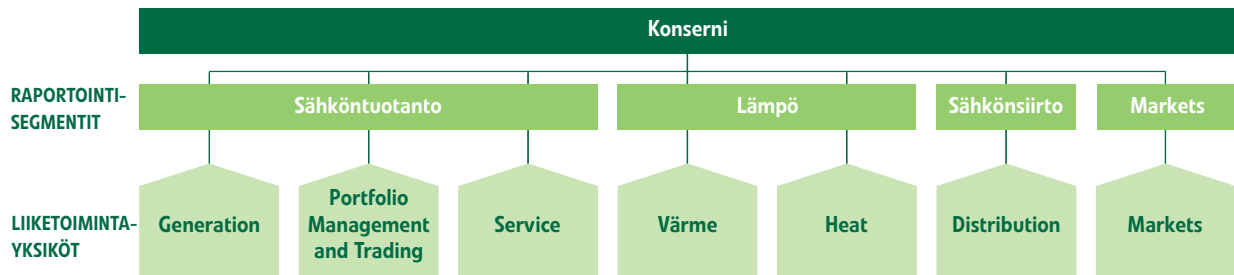 Konserni
RAPORTOINTI-
SEGMENTIT
Sähköntuotanto
Lämpö
Sähkönsiirto
Markets
LIIKETOIMINTA-
YKSIKÖT
Generation
Portfolio
Management
and Trading
Service
Värme
Heat
Distribution
Markets